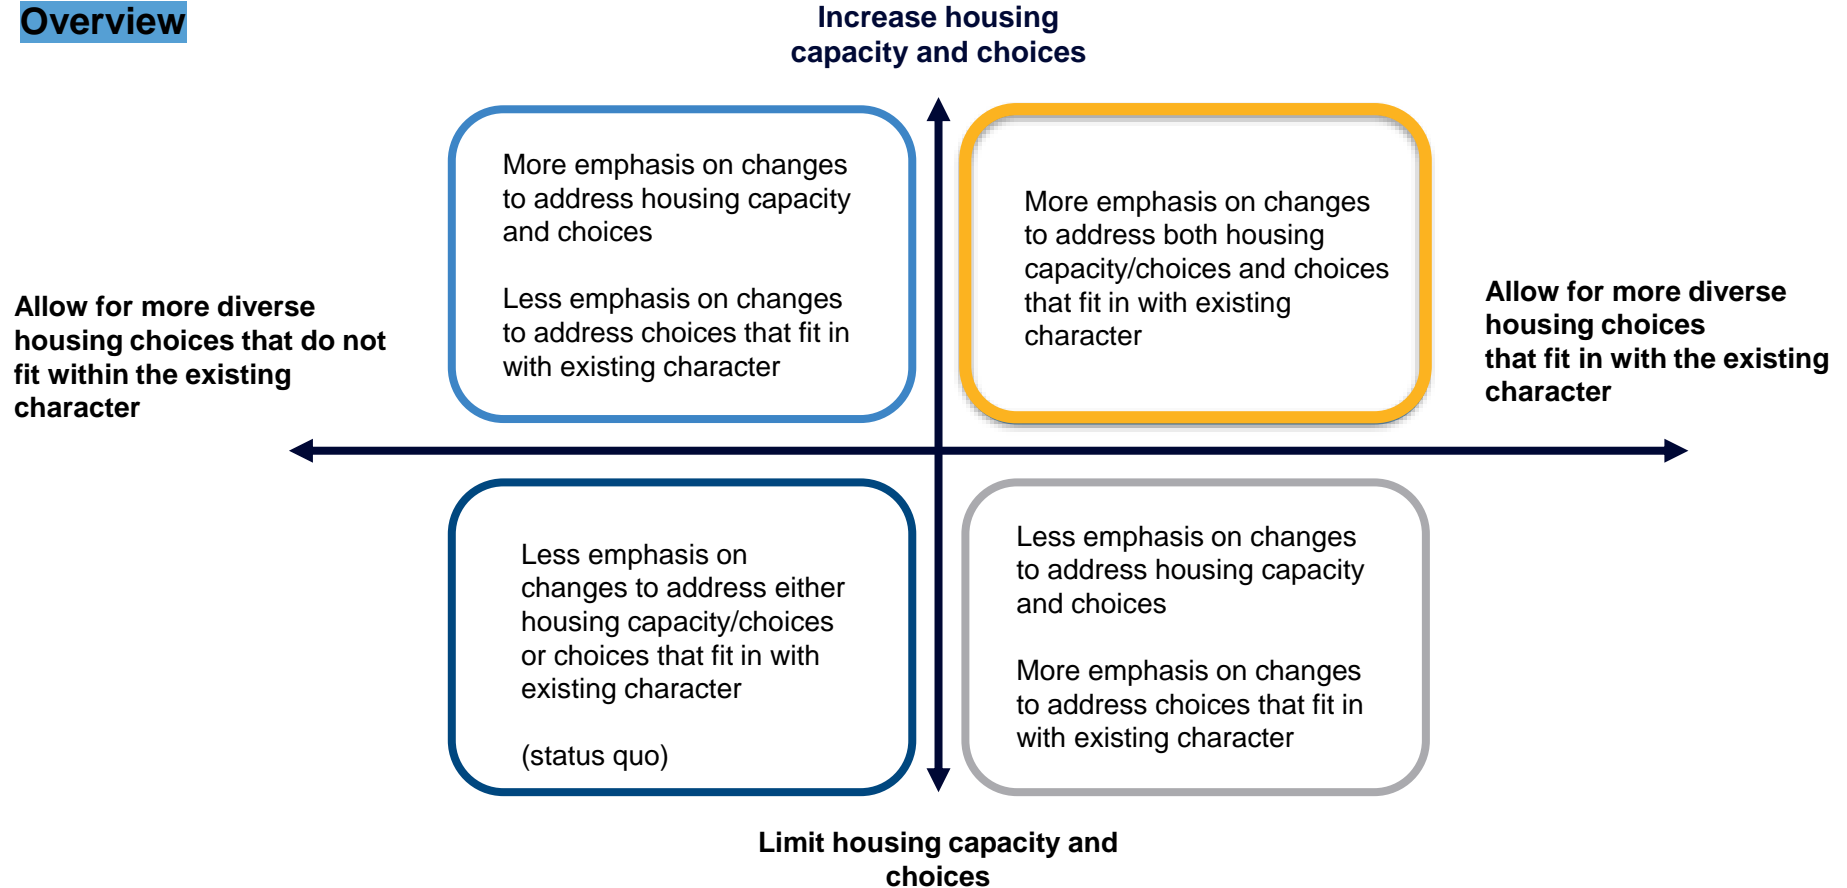 Overview
Increase housing
capacity and choices
More emphasis on changes
to address housing capacity
and choices
Less emphasis on changes
to address choices that fit in
with existing character
More emphasis on changes
to address both housing
capacity/choices and choices
that fit in with existing
character
Allow for more diverse
housing choices that do not
fit within the existing
character
Allow for more diverse
housing choices
that fit in with the existing
character
Less emphasis on
changes to address either
housing capacity/choices
or choices that fit in with
existing character
(status quo)
Less emphasis on changes
to address housing capacity
and choices
More emphasis on changes
to address choices that fit in
with existing character
Limit housing capacity and
choices